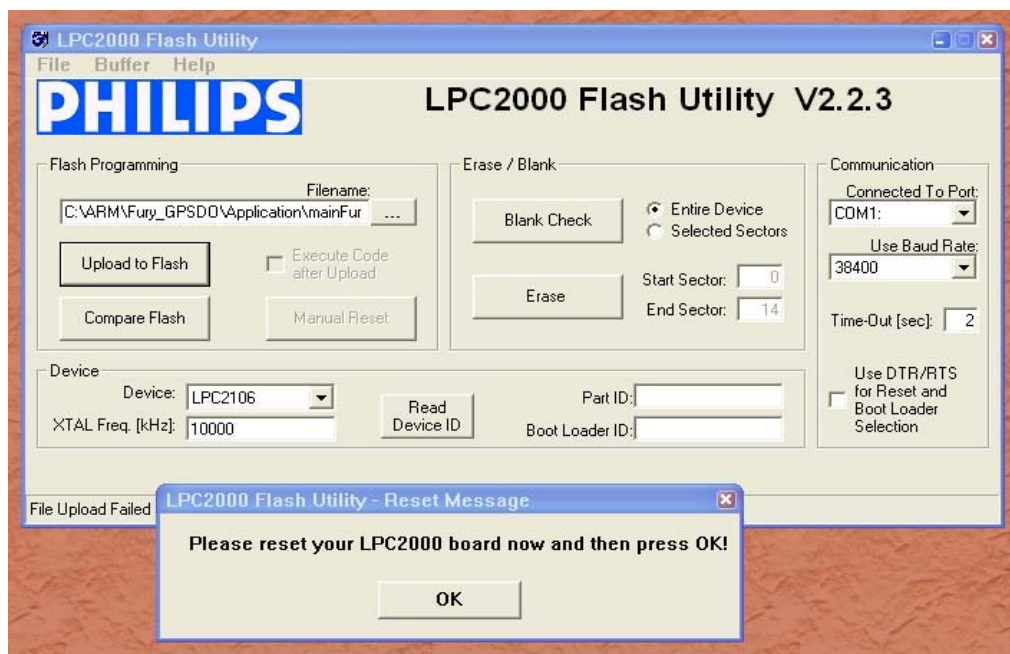 LPC2000 Flash Utility
File Buffer Help
PHILIPS
LPC2000 Flash Utility V2.2.3
Flash Programming
Filename:
C:\ARM\Fury_GPSDO\Application\mainFur
...
Upload to Flash
Execute Code
after Upload
Compare Flash
Manual Reset
Erase / Blank
Blank Check
Entire Device
Selected Sectors
Erase
Start Sector: 0
End Sector: 14
Communication
Connected To Port:
COM1:
Use Baud Rate:
38400
Time-Out [sec]: 2
Use DTR/RTS
for Reset and
Boot Loader
Selection
Device
Device: LPC2106
XTAL Freq. [kHz]: 10000
Read
Device ID
Part ID:
Boot Loader ID:
File Upload Failed
LPC2000 Flash Utility - Reset Message
Please reset your LPC2000 board now and then press OK!
OK